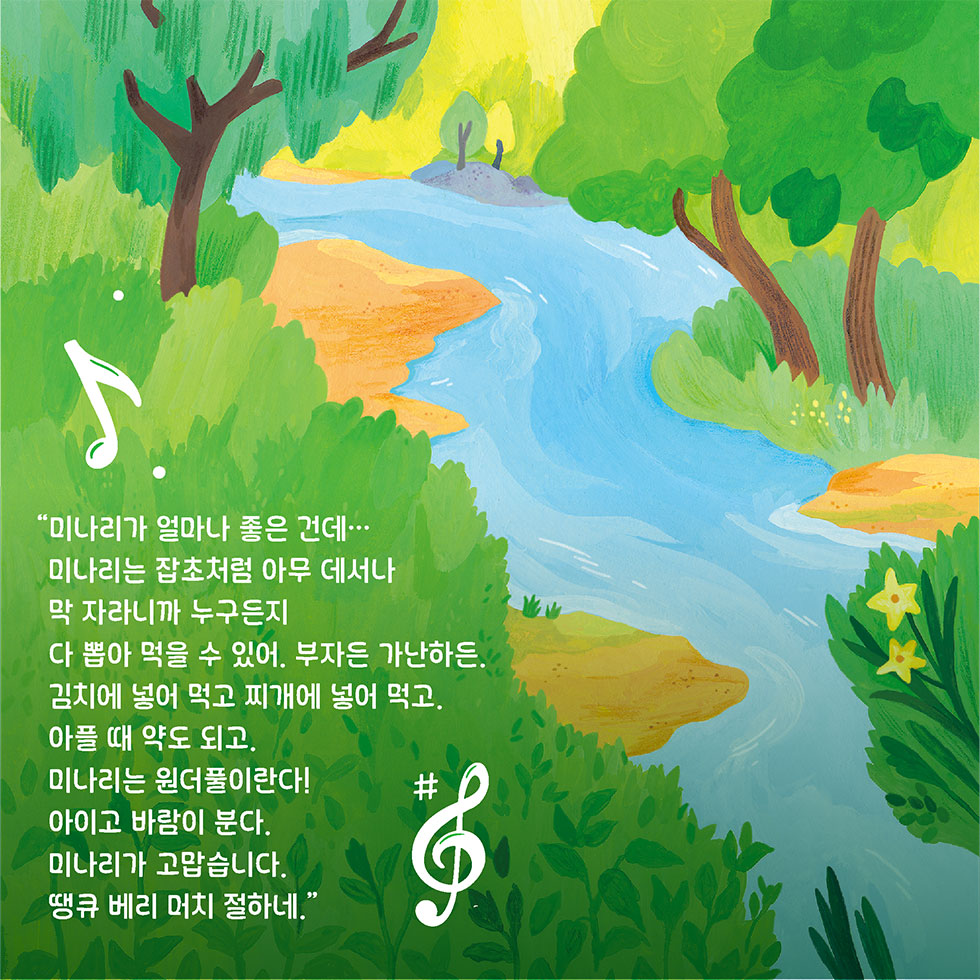 “미나리가 얼마나 좋은 건데…
미나리는 잡초처럼 아무 데서나
막 자라니까 누구든지
다 뽑아 먹을 수 있어. 부자든 가난하든.
김치에 넣어 먹고 찌개에 넣어 먹고.
아플 때 약도 되고.
미나리는 원더풀이란다!
아이고 바람이 분다.
미나리가 고맙습니다.
땡큐 베리 머치 절하네.”